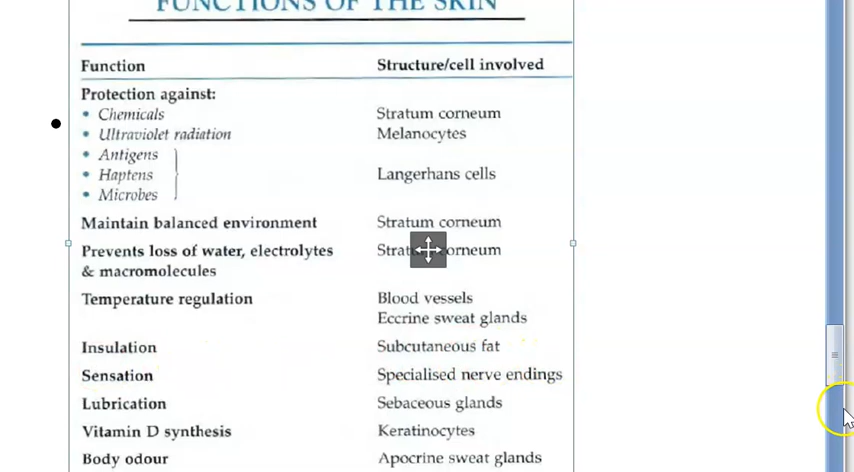 FUNCTIONS OF THE SKIN
Function Structure/cell involved
Protection against:
• Chemicals Stratum corneum
• Ultraviolet radiation Melanocytes
• Antigens
• Haptens Langerhans cells
• Microbes
Maintain balanced environment Stratum corneum
Prevents loss of water, electrolytes Stratum corneum
& macromolecules
Temperature regulation Blood vessels
Eccrine sweat glands
Insulation Subcutaneous fat
Sensation Specialised nerve endings
Lubrication Sebaceous glands
Vitamin D synthesis Keratinocytes
Body odour Apocrine sweat glands